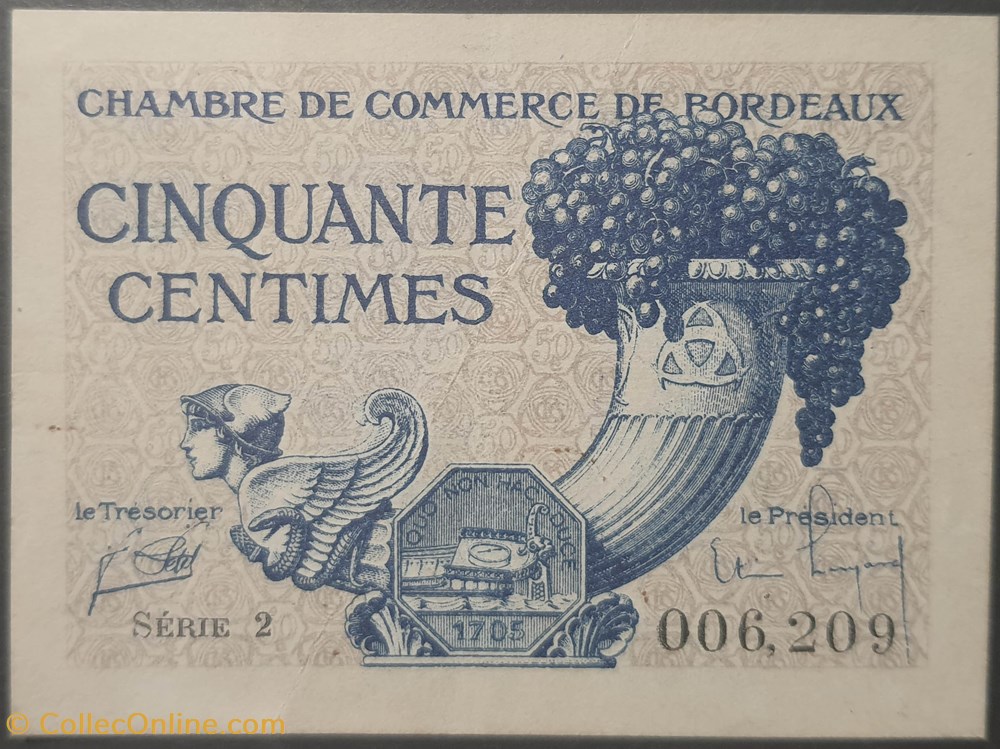 CHAMBRE DE COMMERCE DE BORDEAUX
CINQUANTE
CENTIMES
QUO NON HAC DUCE
le Trésorier
le Président
SÉRIE 2
1705
006,209
© CollecOnline.com